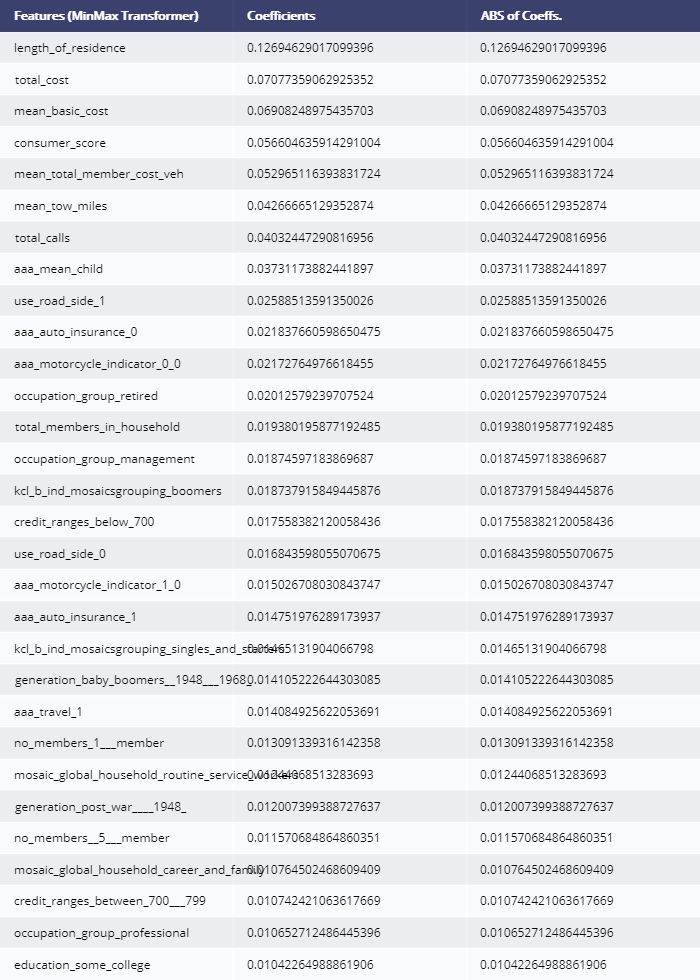 Features (MinMax Transformer) Coefficients ABS of Coeffs.
length_of_residence 0.12694629017099396 0.12694629017099396
total_cost 0.07077359062925352 0.07077359062925352
mean_basic_cost 0.06908248975435703 0.06908248975435703
consumer_score 0.056604635914291004 0.056604635914291004
mean_total_member_cost_veh 0.052965116393831724 0.052965116393831724
mean_tow_miles 0.04266665129352874 0.04266665129352874
total_calls 0.04032447290816956 0.04032447290816956
aaa_mean_child 0.03731173882441897 0.03731173882441897
use_road_side_1 0.02588513591350026 0.02588513591350026
aaa_auto_insurance_0 0.021837660598650475 0.021837660598650475
aaa_motorcycle_indicator_0_0 0.02172764976618455 0.02172764976618455
occupation_group_retired 0.02012579239707524 0.02012579239707524
total_members_in_household 0.019380195877192485 0.019380195877192485
occupation_group_management 0.01874597183869687 0.01874597183869687
kcl_b_ind_mosaicsgrouping_boomers 0.018737915849445876 0.018737915849445876
credit_ranges_below_700 0.017558382120058436 0.017558382120058436
use_road_side_0 0.016843598055070675 0.016843598055070675
aaa_motorcycle_indicator_1_0 0.015026708030843747 0.015026708030843747
aaa_auto_insurance_1 0.014751976289173937 0.014751976289173937
kcl_b_ind_mosaicsgrouping_singles_and_starters 0.01465131904066798 0.01465131904066798
generation_baby_boomers__1948___1968_ 0.014105222644303085 0.014105222644303085
aaa_travel_1 0.014084925622053691 0.014084925622053691
no_members_1___member 0.013091339316142358 0.013091339316142358
mosaic_global_household_routine_service_workers 0.01244068513283693 0.01244068513283693
generation_post_war____1948_ 0.012007399388727637 0.012007399388727637
no_members__5___member 0.011570684864860351 0.011570684864860351
mosaic_global_household_career_and_family 0.010764502468609409 0.010764502468609409
credit_ranges_between_700___799 0.010742421063617669 0.010742421063617669
occupation_group_professional 0.010652712486445396 0.010652712486445396
education_some_college 0.01042264988861906 0.01042264988861906